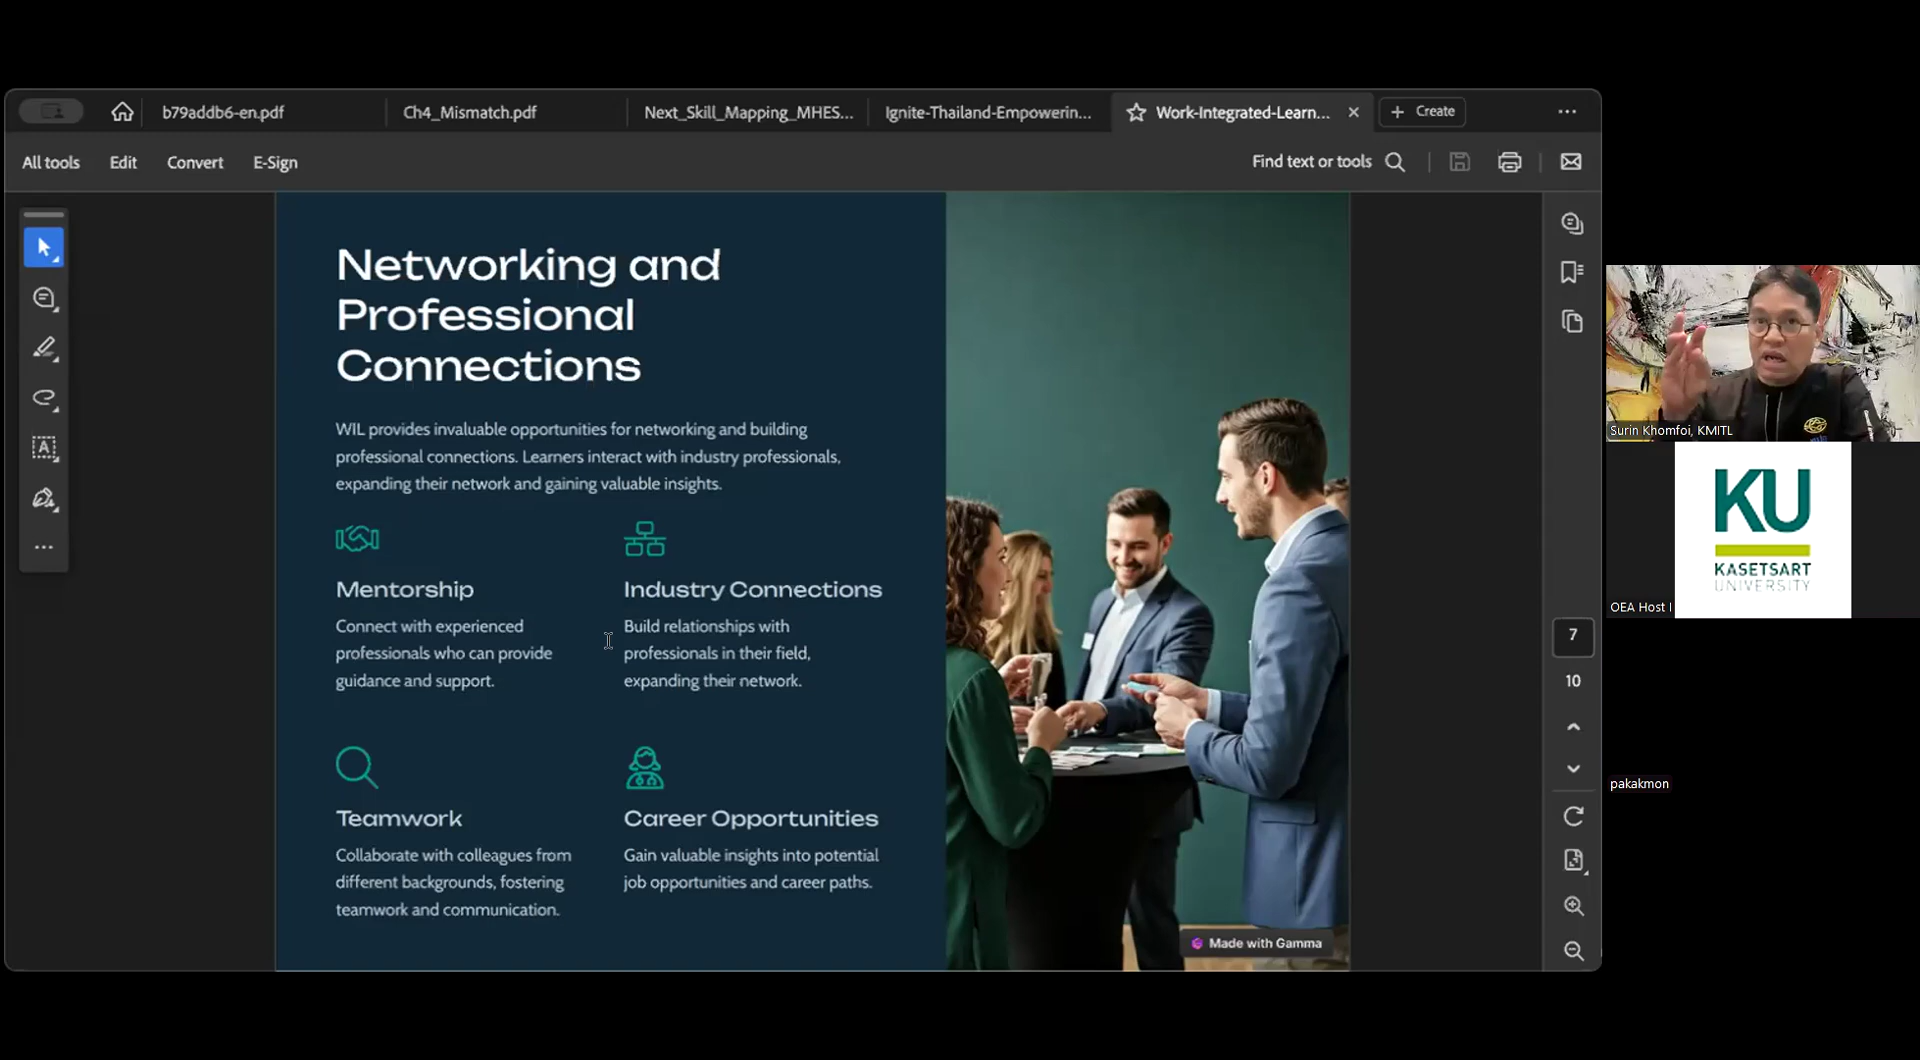 b79addb6-en.pdf
Ch4_Mismatch.pdf
Next_Skill_Mapping_MHES...
Ignite-Thailand-Empowerin...
Work-Integrated-Learn...
Create
All tools
Edit
Convert
E-Sign
Find text or tools
Networking and
Professional
Connections
WIL provides invaluable opportunities for networking and building
professional connections. Learners interact with industry professionals,
expanding their network and gaining valuable insights.
Mentorship
Connect with experienced
professionals who can provide
guidance and support.
Industry Connections
Build relationships with
professionals in their field,
expanding their network.
Teamwork
Collaborate with colleagues from
different backgrounds, fostering
teamwork and communication.
Career Opportunities
Gain valuable insights into potential
job opportunities and career paths.
Made with Gamma
7
10
Surin Khomfoi, KMITL
KU
KASETSART
UNIVERSITY
OEA Host
pakakmon